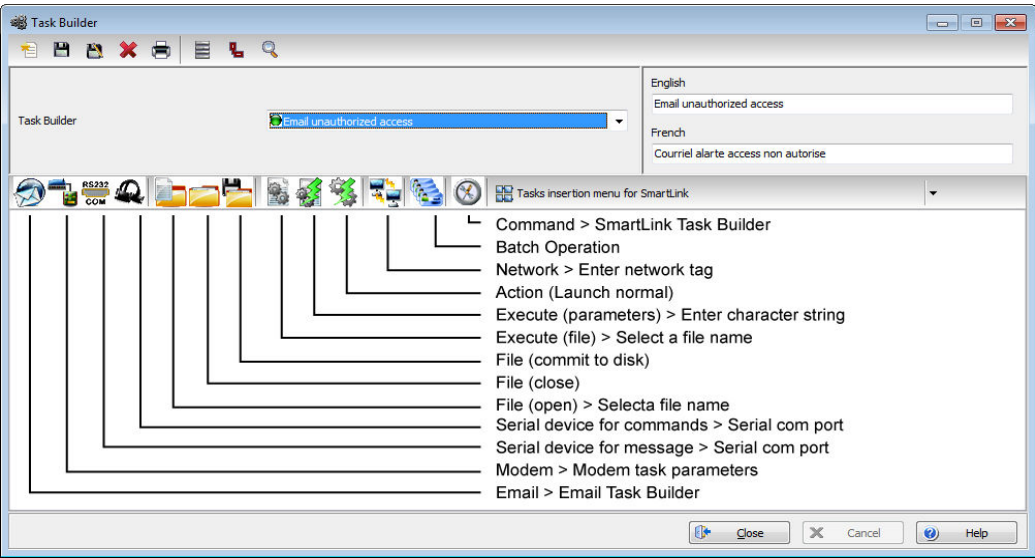 Task Builder
English
Email unauthorized access
Task Builder
Email unauthorized access
French
Courriel alarte access non autorise
RS232
COM
Tasks insertion menu for SmartLink
Command > SmartLink Task Builder
Batch Operation
Network > Enter network tag
Action (Launch normal)
Execute (parameters) > Enter character string
Execute (file) > Select a file name
File (commit to disk)
File (close)
File (open) > Selecta file name
Serial device for commands > Serial com port
Serial device for message > Serial com port
Modem > Modem task parameters
Email > Email Task Builder
Close
Cancel
Help